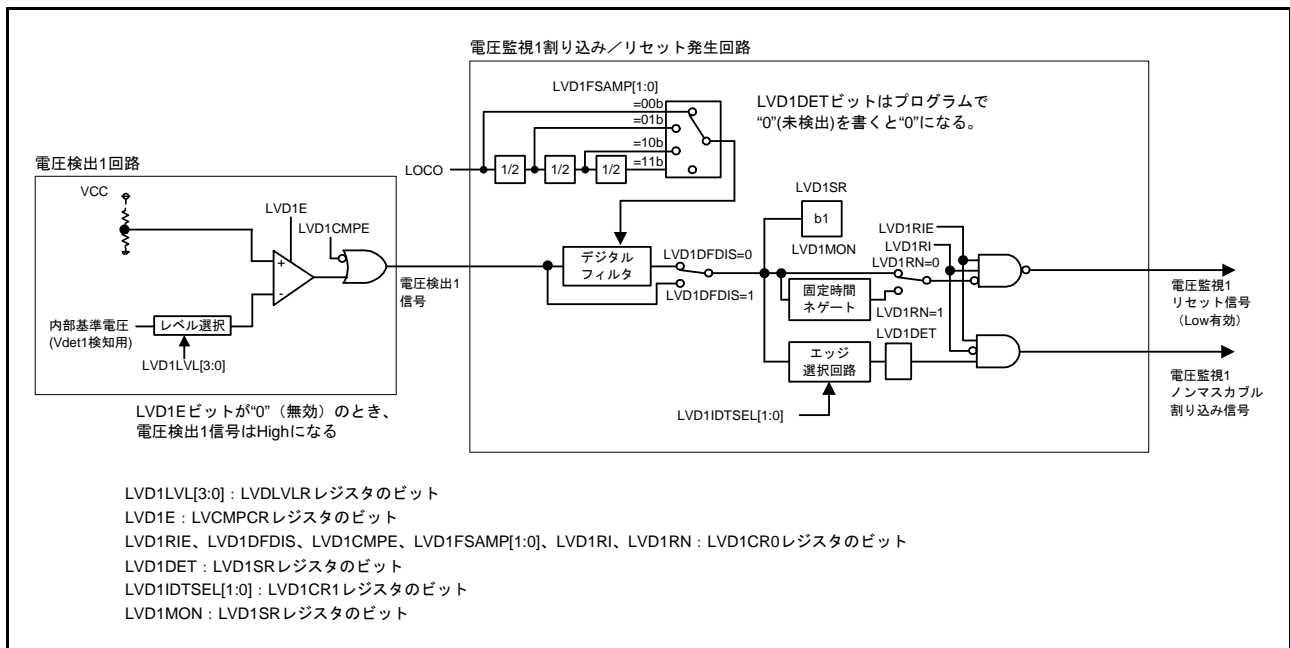 電圧監視1割り込み／リセット発生回路
LVD1FSAMP[1:0]
=00b
=01b
=10b
=11b
LOCO
1/2
1/2
1/2
LVD1DETビットはプログラムで
“0”(未検出)を書くと“0”になる。
電圧検出1回路
VCC
LVD1E
LVD1CMPE
+
-
内部基準電圧
(Vdet1検知用)
レベル選択
LVD1LVL[3:0]
電圧検出1
信号
デジタル
フィルタ
LVD1DFDIS=0
LVD1DFDIS=1
LVD1SR
b1
LVD1MON
LVD1RIE
LVD1RI
LVD1RN=0
固定時間
ネゲート
LVD1RN=1
LVD1DET
エッジ
選択回路
LVD1IDTSEL[1:0]
電圧監視1
リセット信号
（Low有効）
電圧監視1
ノンマスカブル
割り込み信号
LVD1Eビットが“0”（無効）のとき、
電圧検出1信号はHighになる
LVD1LVL[3:0]：LVDLVLRレジスタのビット
LVD1E：LVCMPCRレジスタのビット
LVD1RIE、LVD1DFDIS、LVD1CMPE、LVD1FSAMP[1:0]、LVD1RI、LVD1RN：LVD1CR0レジスタのビット
LVD1DET：LVD1SRレジスタのビット
LVD1IDTSEL[1:0]：LVD1CR1レジスタのビット
LVD1MON：LVD1SRレジスタのビット